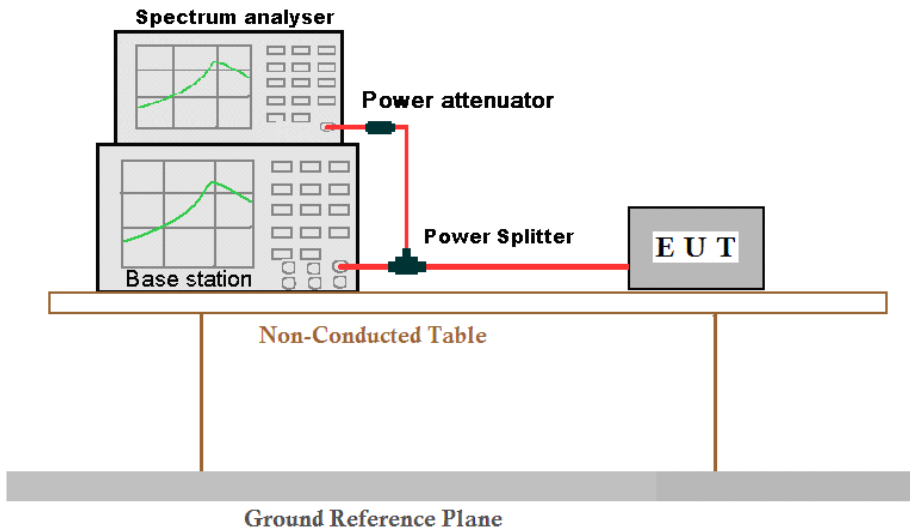 Spectrum analyser
Power attenuator
Power Splitter
E U T
Base station
Non-Conducted Table
Ground Reference Plane